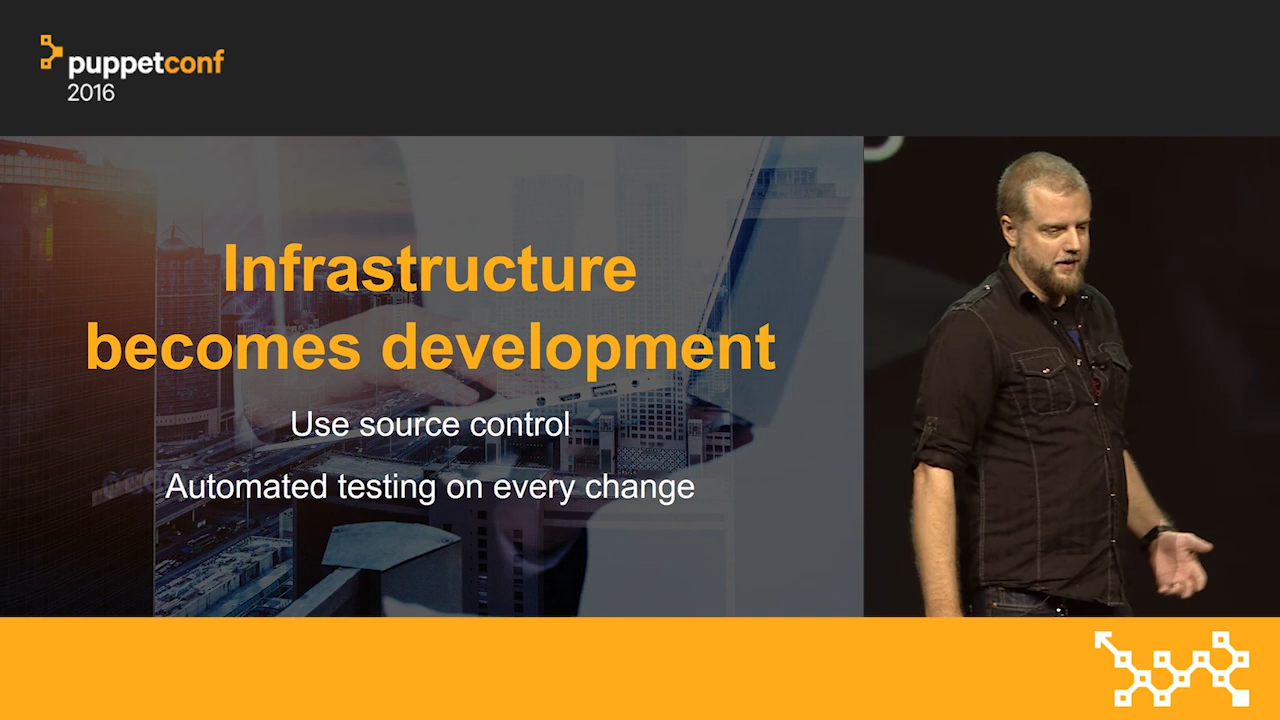 puppetconf
2016
Infrastructure
becomes development
Use source control
Automated testing on every change